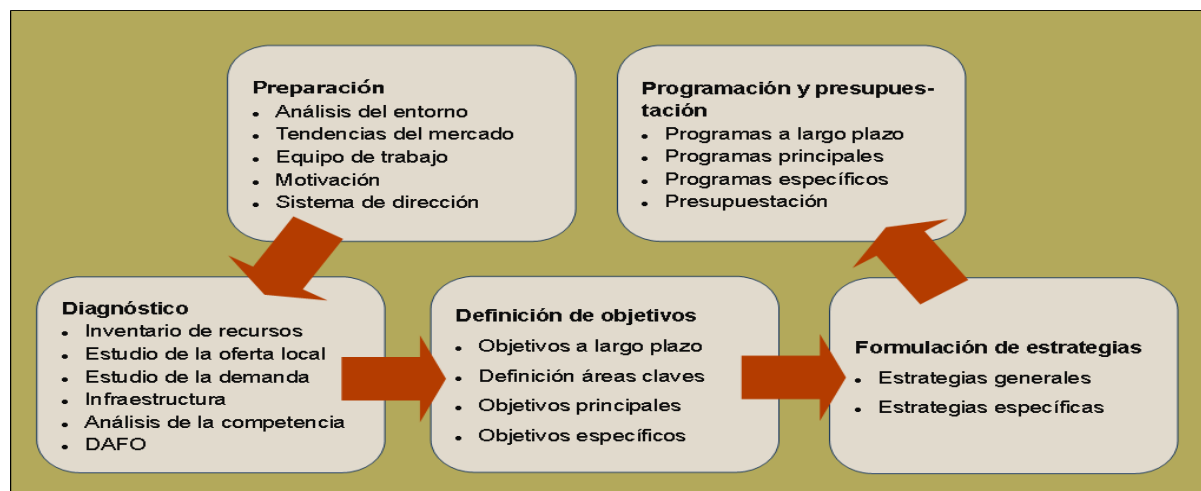 Preparación
• Análisis del entorno
• Tendencias del mercado
• Equipo de trabajo
• Motivación
• Sistema de dirección
Diagnóstico
• Inventario de recursos
• Estudio de la oferta local
• Estudio de la demanda
• Infraestructura
• Análisis de la competencia
• DAFO
Definición de objetivos
• Objetivos a largo plazo
• Definición áreas claves
• Objetivos principales
• Objetivos específicos
Formulación de estrategias
• Estrategias generales
• Estrategias específicas
Programación y presupues-
tación
• Programas a largo plazo
• Programas principales
• Programas específicos
• Presupuestación